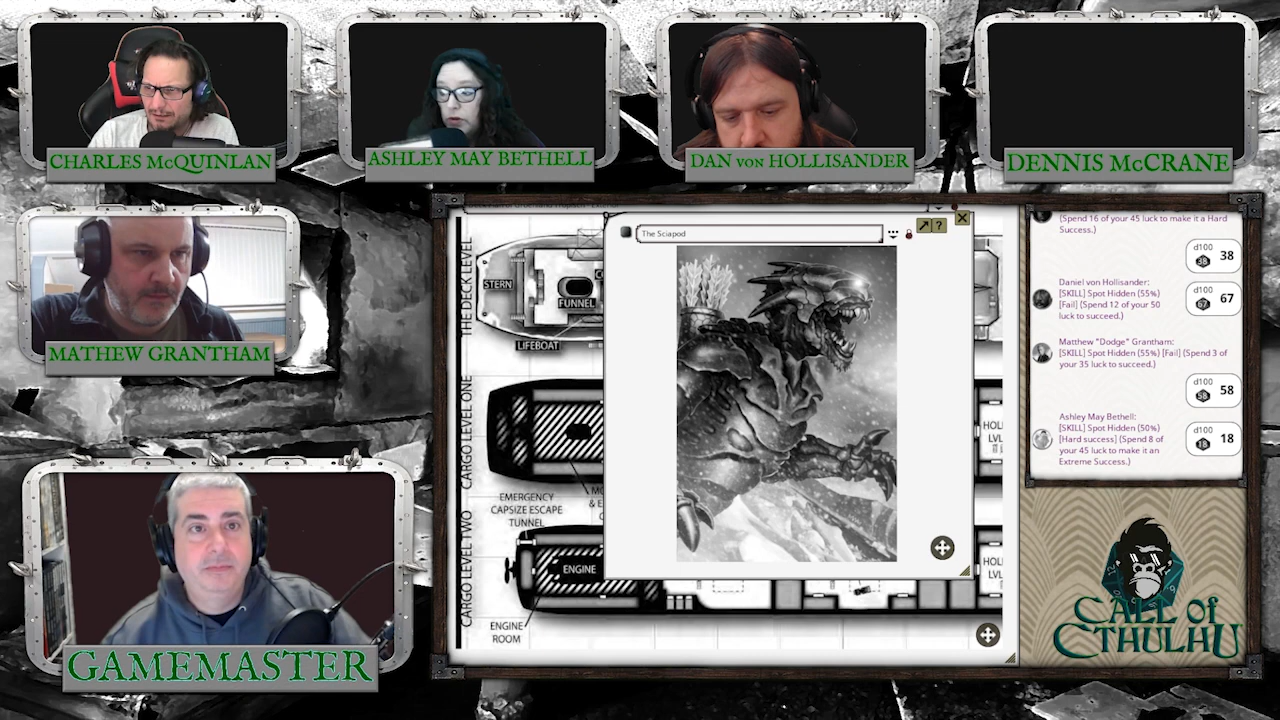 CHARLES McQUINLAN
ASHLEY MAY BETHELL
DAN von HOLLISANDER
DENNIS McCRANE
MATHEW GRANTHAM
GAMEMASTER
The Sciapod
?
THE DECK LEVEL
STERN
FUNNEL
LIFEBOAT
CARGO LEVEL ONE
EMERGENCY
CAPSIZE ESCAPE
TUNNEL
CARGO LEVEL TWO
ENGINE
ENGINE
ROOM
(Spend 16 of your 45 luck to make it a Hard
Success.)
d100
38
38
Daniel von Hollisander:
[SKILL] Spot Hidden (55%)
[Fail] (Spend 12 of your 50
luck to succeed.)
d100
67
67
Matthew "Dodge" Grantham:
[SKILL] Spot Hidden (55%) [Fail] (Spend 3 of
your 35 luck to succeed.)
d100
58
58
Ashley May Bethell:
[SKILL] Spot Hidden (50%)
[Hard success] (Spend 8 of
your 45 luck to make it an
Extreme Success.)
d100
18
18
CALL of
CTHULHU